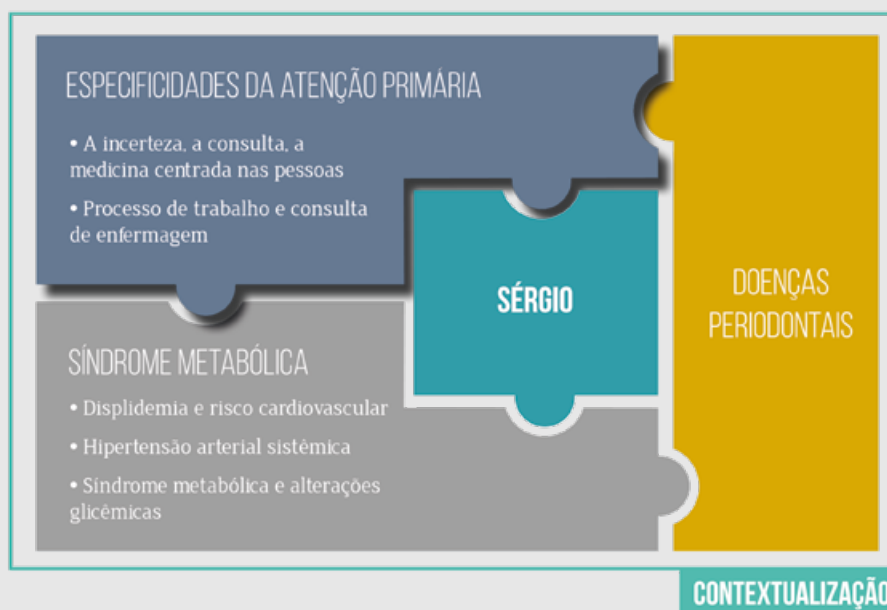 ESPECIFICIDADES DA ATENÇÃO PRIMÁRIA
• A incerteza, a consulta, a
medicina centrada nas pessoas
• Processo de trabalho e consulta
de enfermagem
SÉRGIO
SÍNDROME METABÓLICA
• Displidemia e risco cardiovascular
• Hipertensão arterial sistêmica
• Síndrome metabólica e alterações
glicêmicas
DOENÇAS
PERIODONTAIS
CONTEXTUALIZAÇÃO